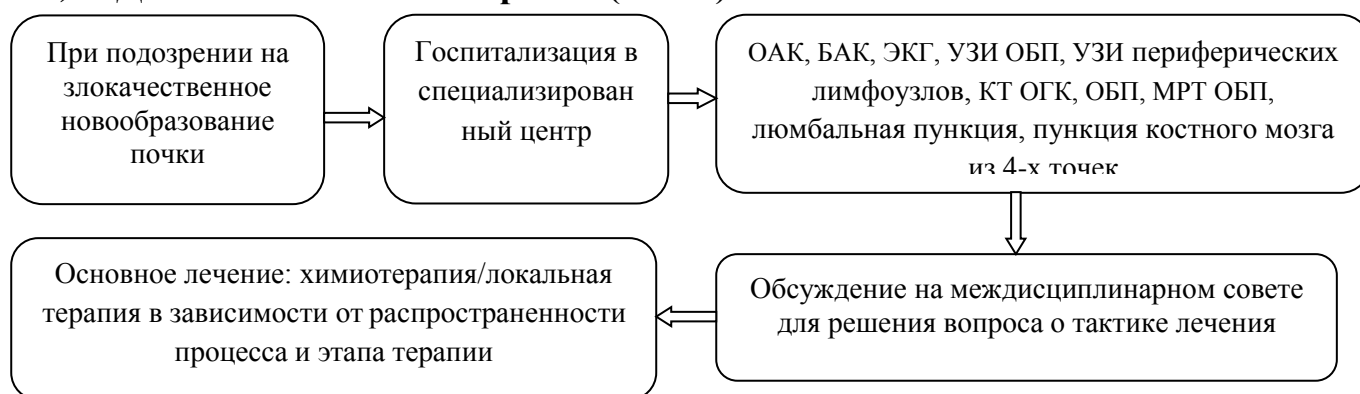 При подозрении на
злокачественное
новообразование
почки
Госпитализация в
специализирован
ный центр
ОАК, БАК, ЭКГ, УЗИ ОБП, УЗИ периферических
лимфоузлов, КТ ОГК, ОБП, МРТ ОБП,
люмбальная пункция, пункция костного мозга
из 4-х точек
Обсуждение на междисциплинарном совете
для решения вопроса о тактике лечения
Основное лечение: химиотерапия/локальная
терапия в зависимости от распространенности
процесса и этапа терапии